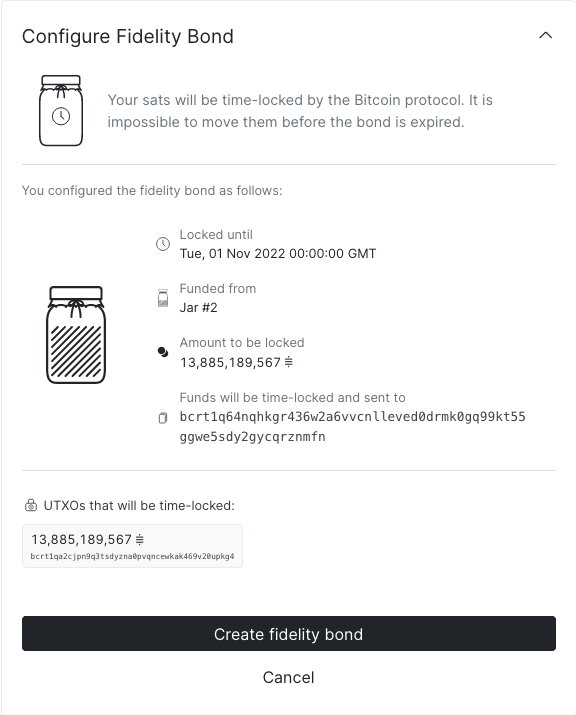 Configure Fidelity Bond
Your sats will be time-locked by the Bitcoin protocol. It is
impossible to move them before the bond is expired.
You configured the fidelity bond as follows:
Locked until
Tue, 01 Nov 2022 00:00:00 GMT
Funded from
Jar #2
Amount to be locked
13,885,189,567
Funds will be time-locked and sent to
bcrt1q64nqhkgr436w2a6vvcnlleved0drmk0gq99kt55
ggwe5sdy2gycqrznmfn
UTXOs that will be time-locked:
13,885,189,567
bcrt1qa2cjpn9q3tsdyzna0pvqncewkak469v20upkg4
Create fidelity bond
Cancel